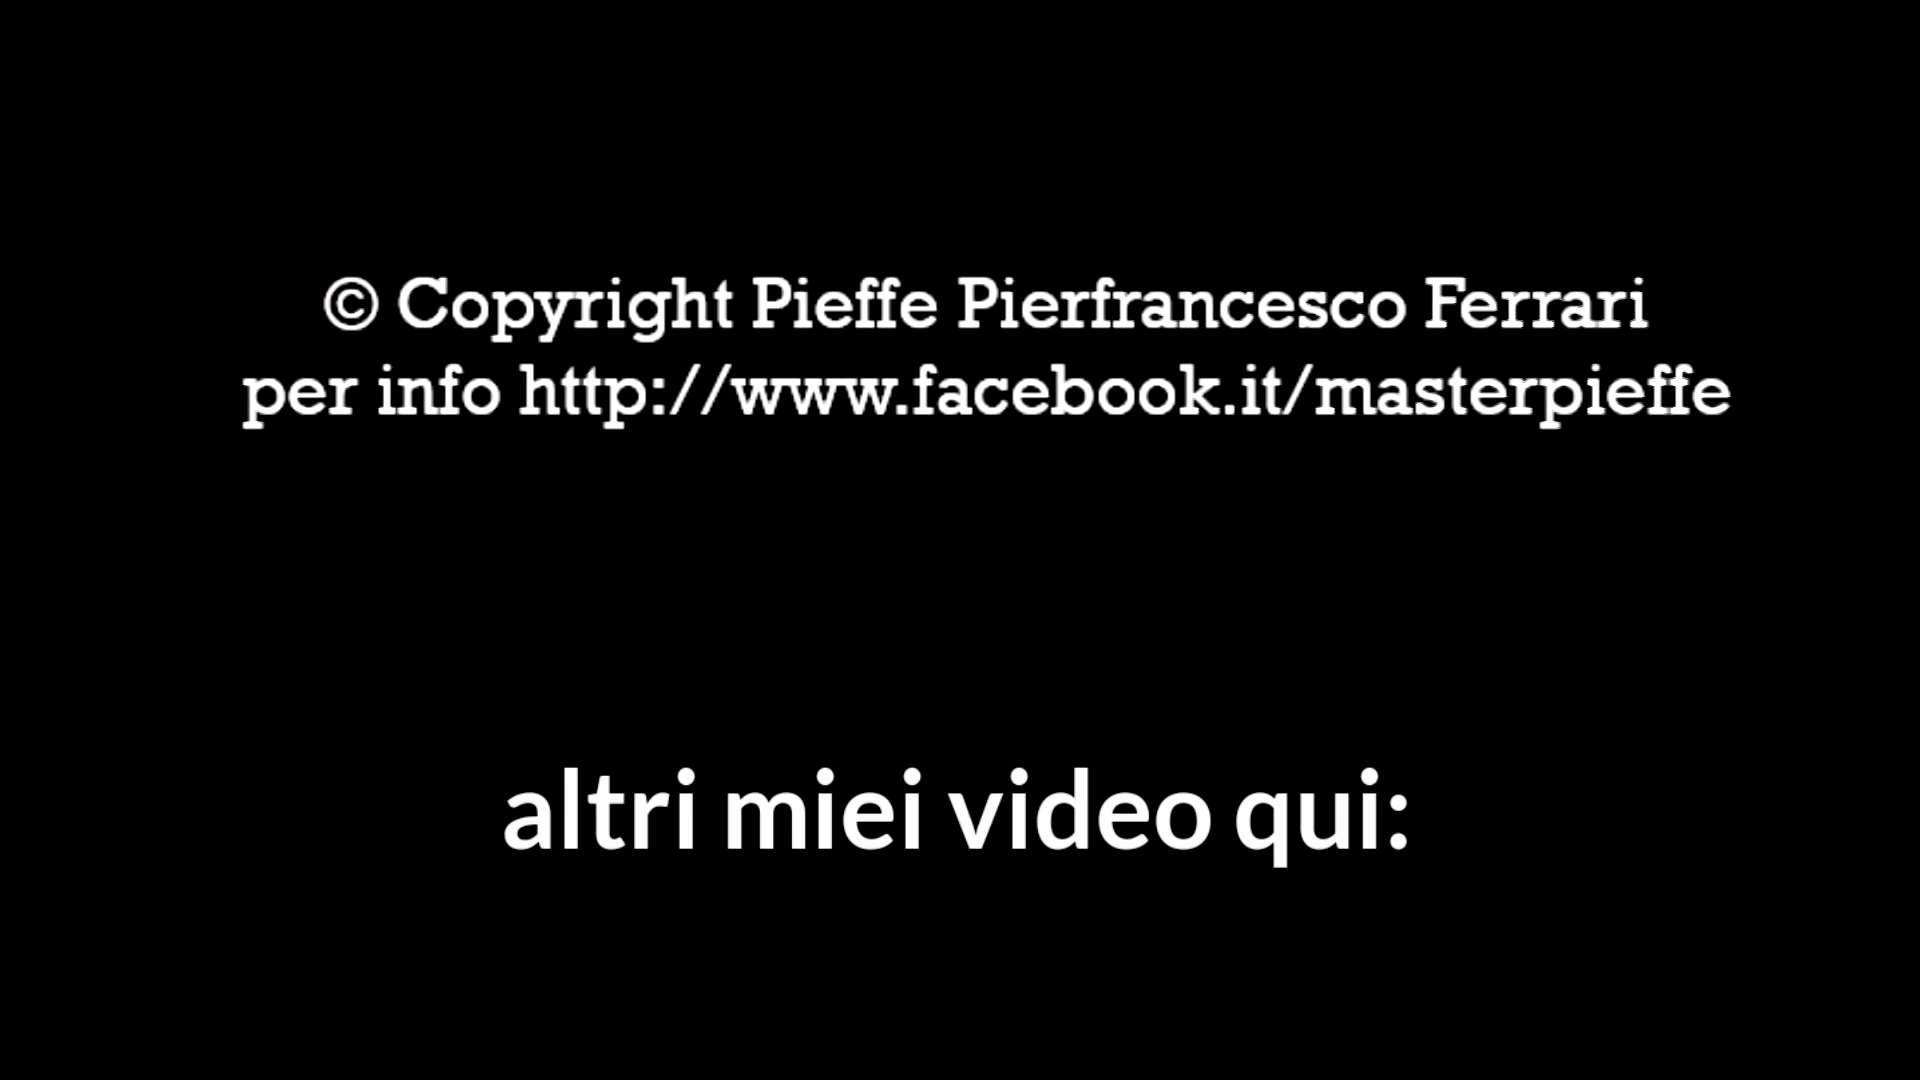 © Copyright Pieffe Pierfrancesco Ferrari
per info http://www.facebook.it/masterpieffe
altri miei video qui: